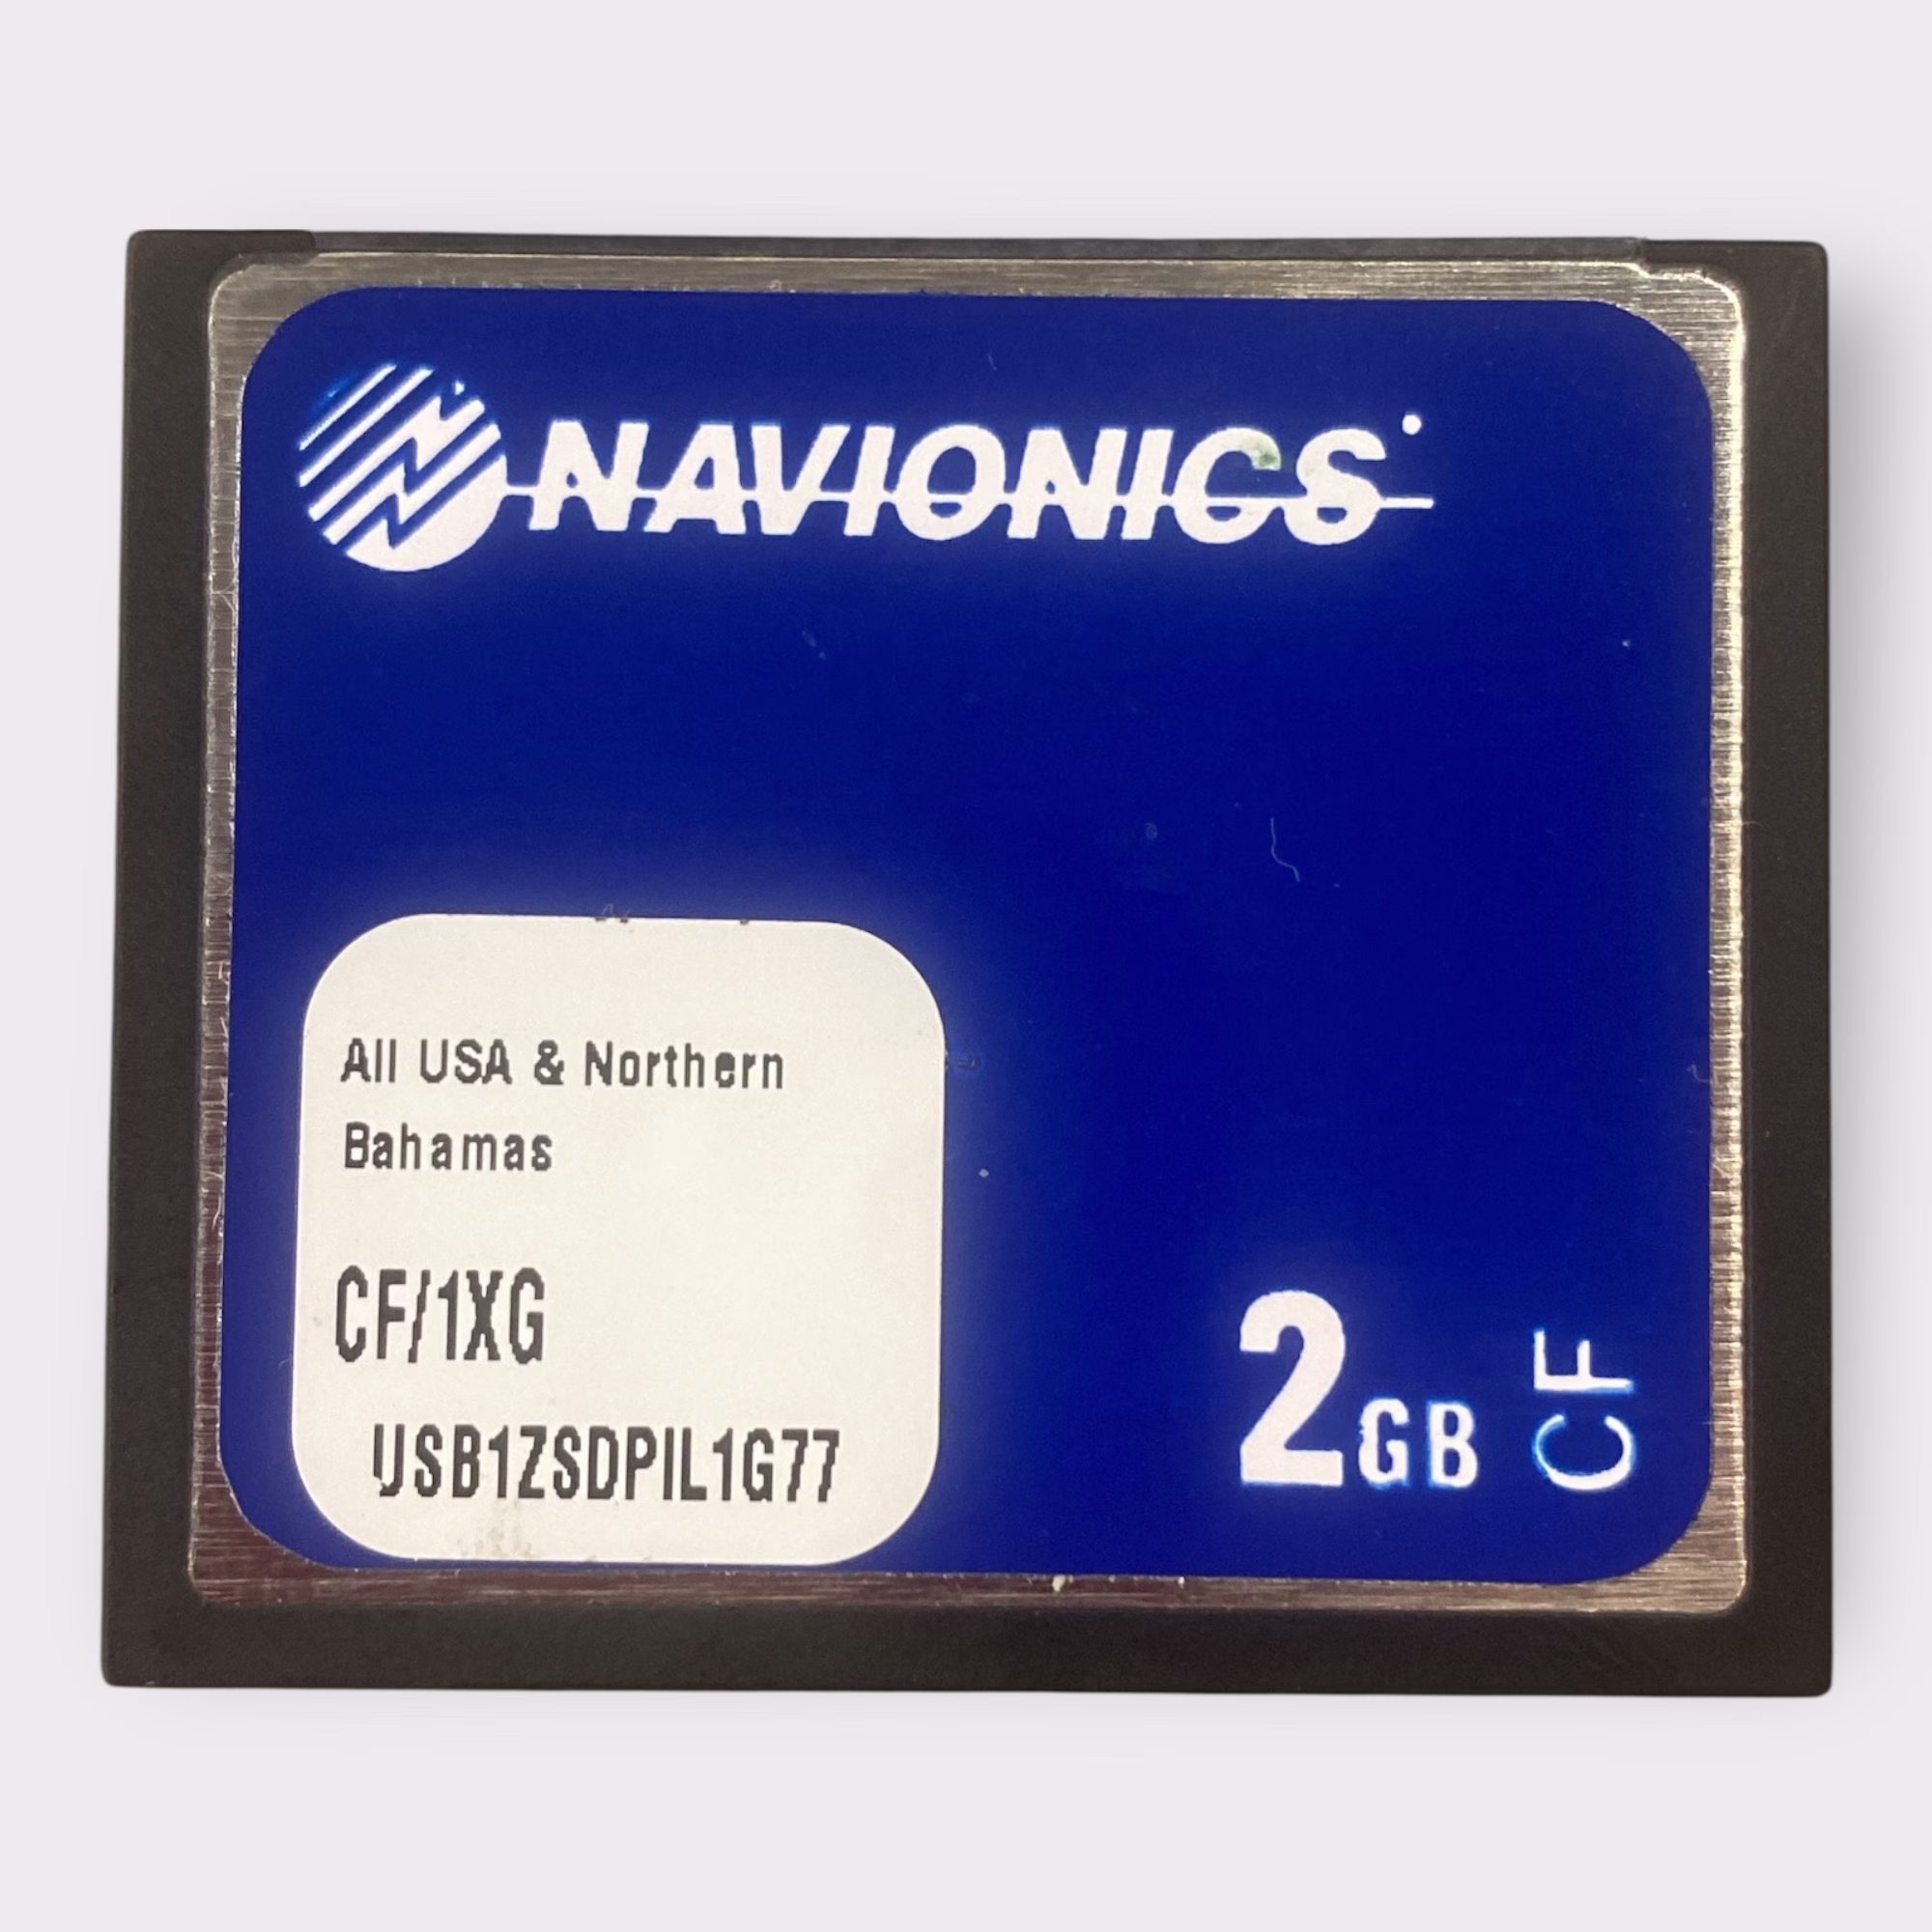 NAVIONICS
All USA & Northern
Bahamas
CF/1XG
USB1ZSDPIL1G77
2GB
CF